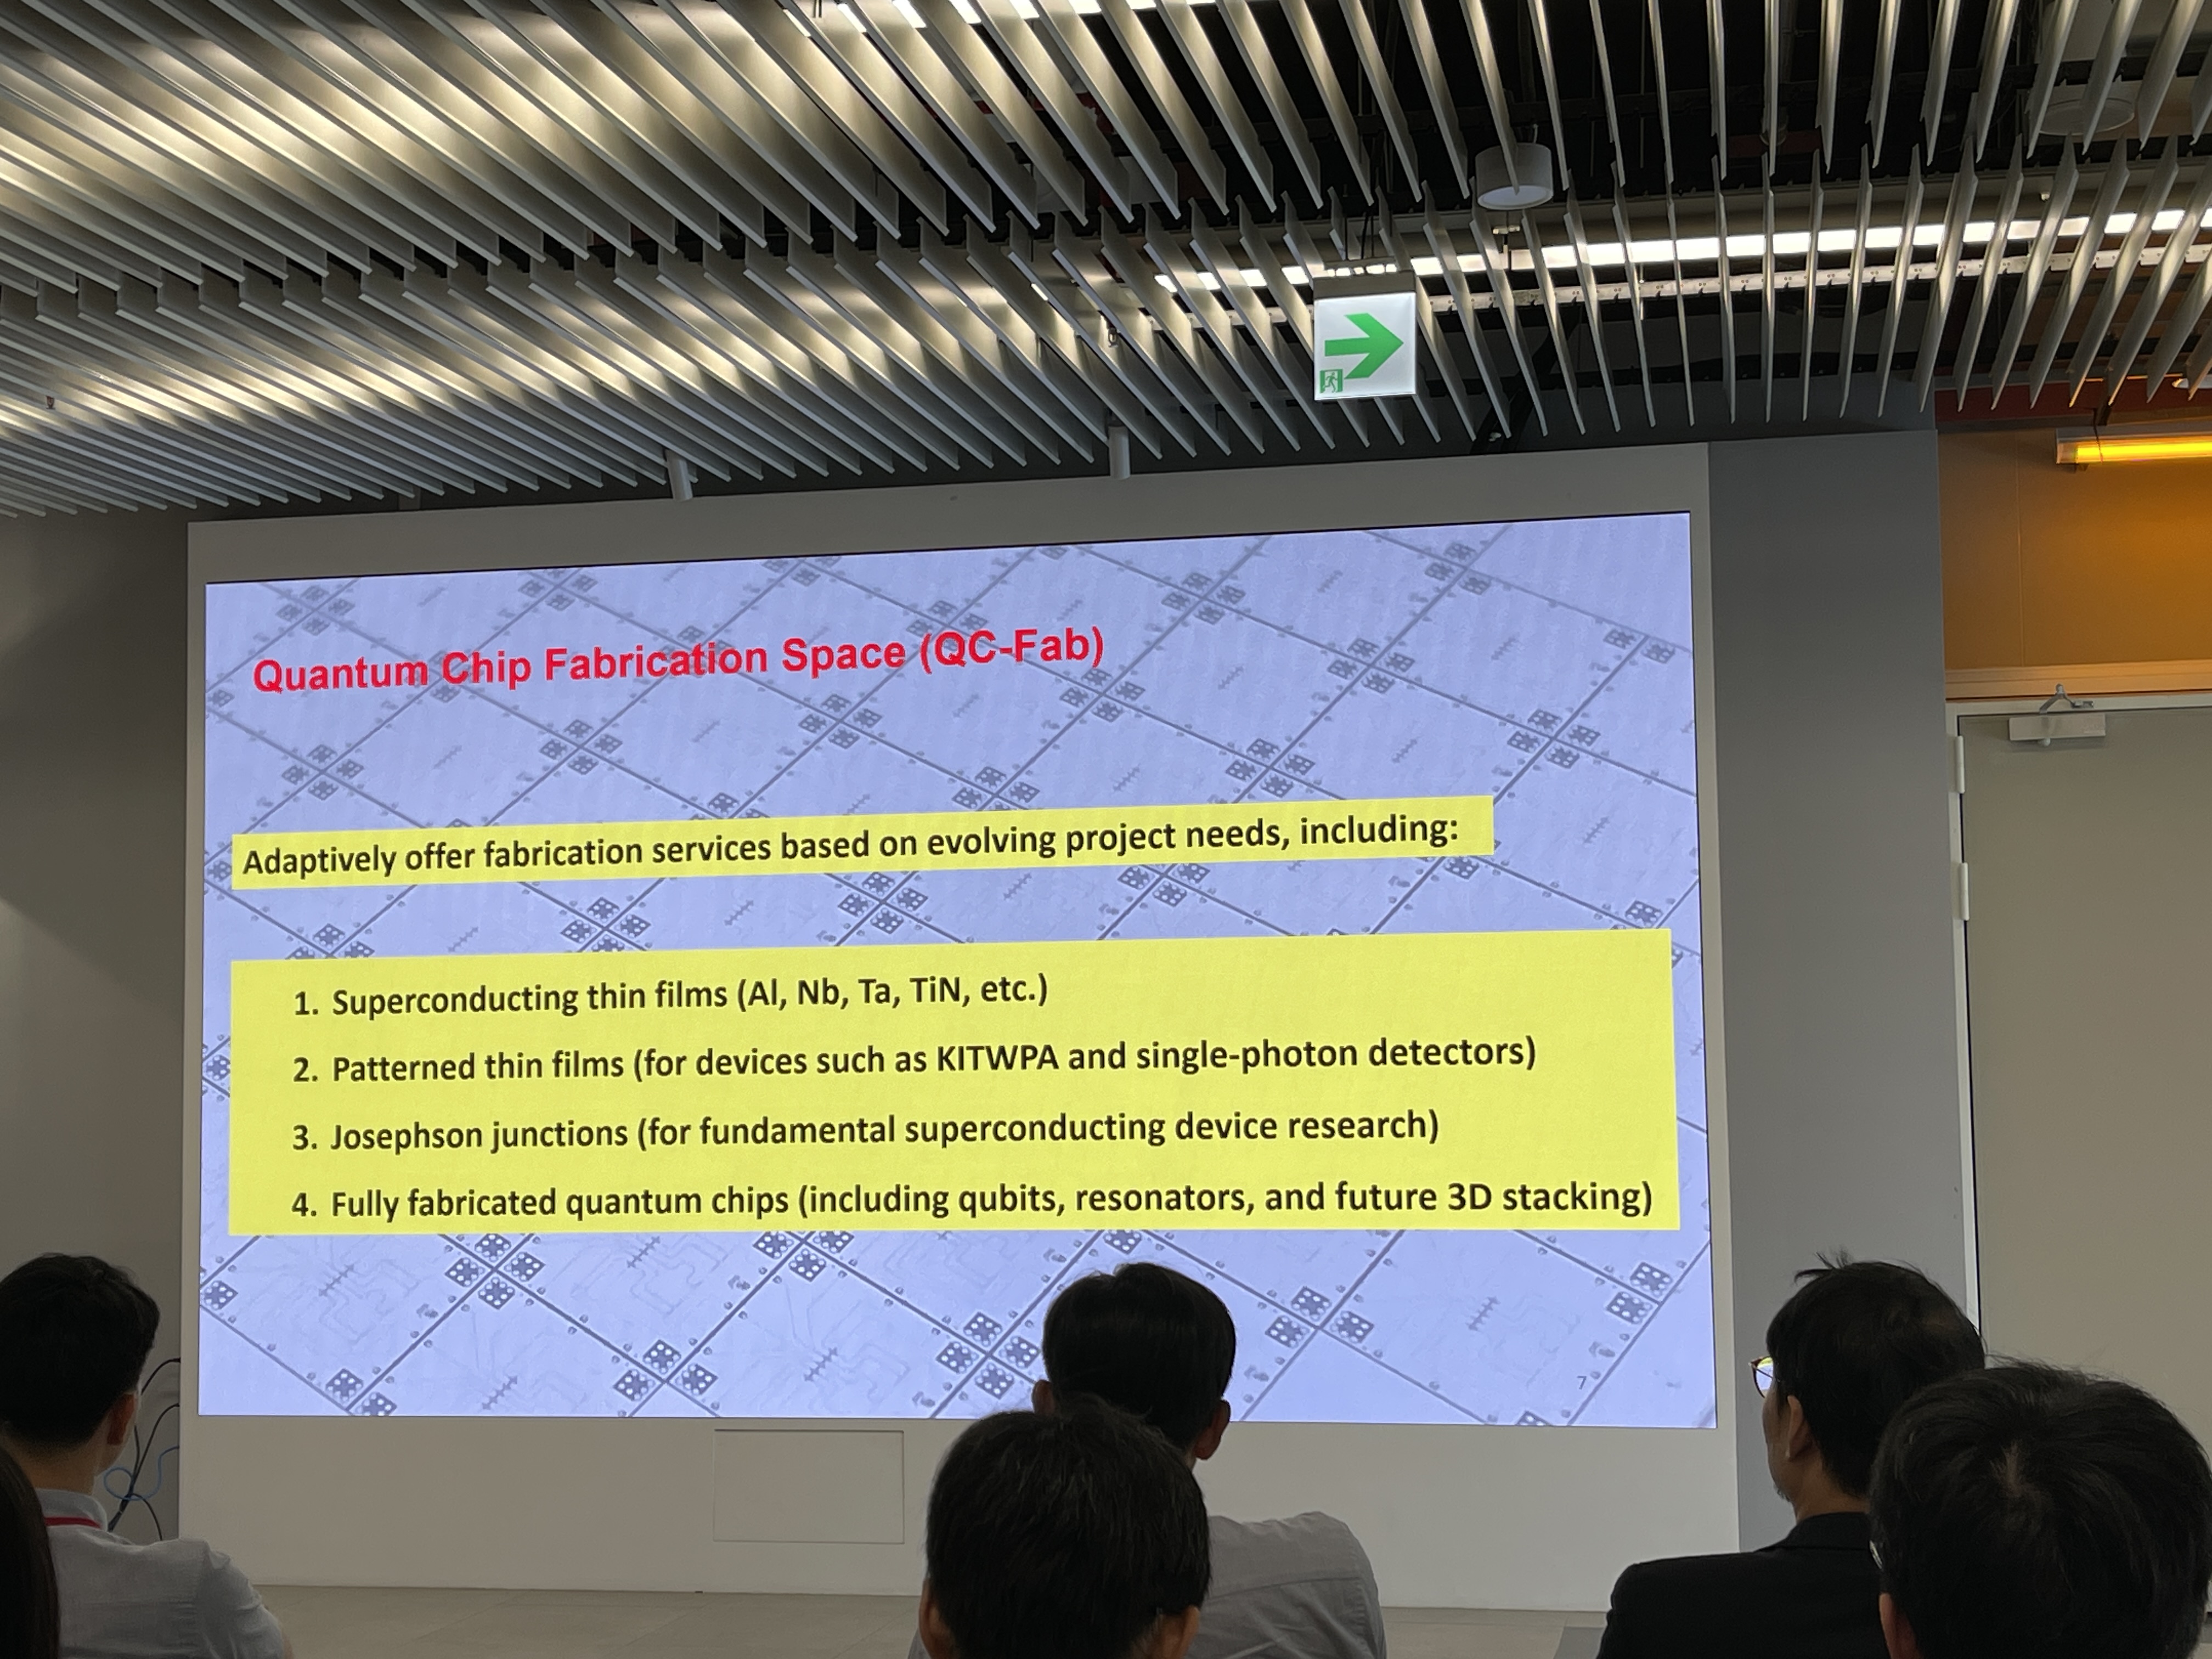 Quantum Chip Fabrication Space (QC-Fab)
Adaptively offer fabrication services based on evolving project needs, including:
1. Superconducting thin films (Al, Nb, Ta, TiN, etc.)
2. Patterned thin films (for devices such as KITWPA and single-photon detectors)
3. Josephson junctions (for fundamental superconducting device research)
4. Fully fabricated quantum chips (including qubits, resonators, and future 3D stacking)
7